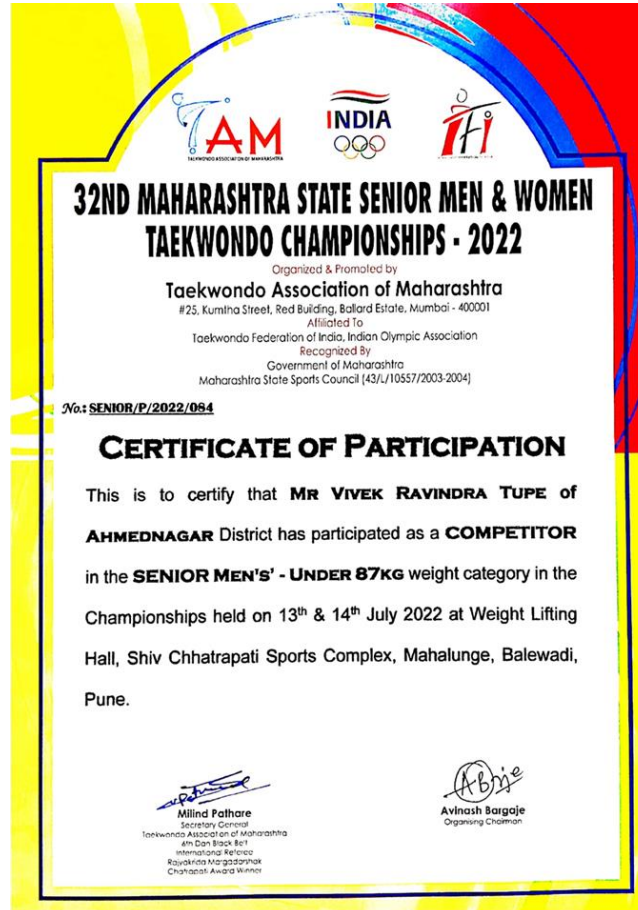 TAM
TAEKWONDO ASSOCIATION OF MAHARASHTRA
INDIA
TFI
32ND MAHARASHTRA STATE SENIOR MEN & WOMEN
TAEKWONDO CHAMPIONSHIPS - 2022
Organized & Promoted by
Taekwondo Association of Maharashtra
#25, Kumtha Street, Red Building, Ballard Estate, Mumbai - 400001
Affiliated To
Taekwondo Federation of India, Indian Olympic Association
Recognized By
Government of Maharashtra
Maharashtra State Sports Council (43/L/10557/2003-2004)
No.: SENIOR/P/2022/084
CERTIFICATE OF PARTICIPATION
This is to certify that MR VIVEK RAVINDRA TUPE of
AHMEDNAGAR District has participated as a COMPETITOR
in the SENIOR MEN'S' - UNDER 87KG weight category in the
Championships held on 13th & 14th July 2022 at Weight Lifting
Hall, Shiv Chhatrapati Sports Complex, Mahalunge, Balewadi,
Pune.
Milind Pathare
Secretary General
Taekwondo Association of Maharashtra
6th Dan Black Belt
International Referee
Rajyakrida Margadarshak
Chatrapati Award Winner
Avinash Bargaje
Organising Chairman